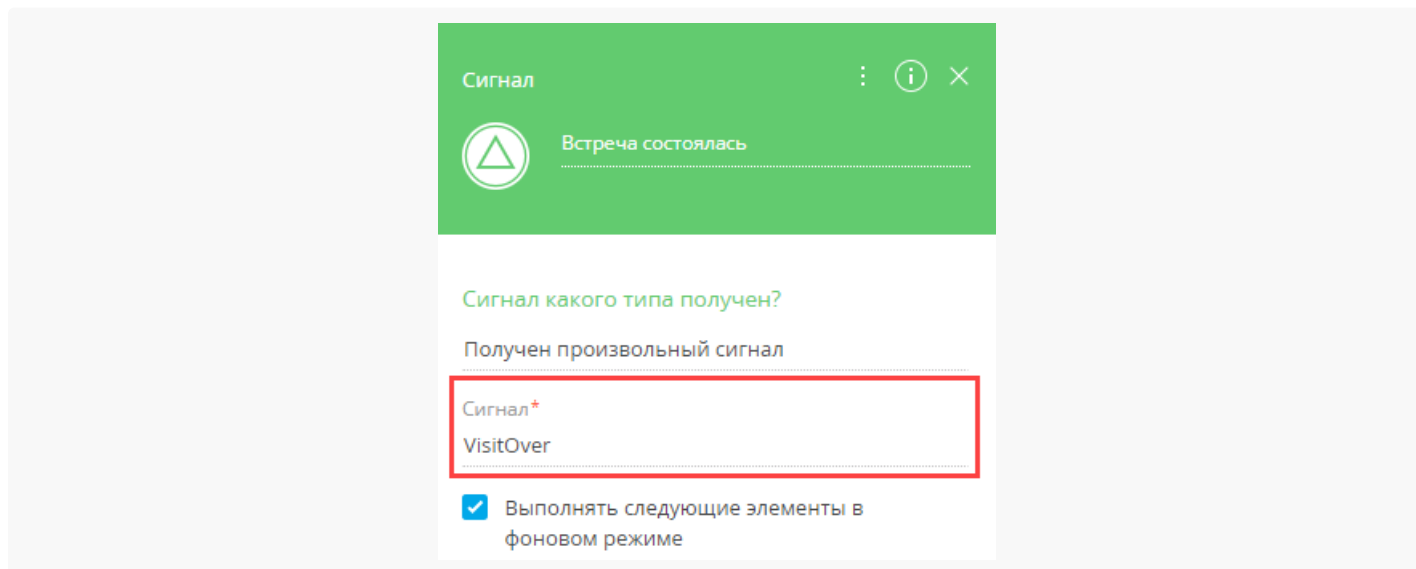 Сигнал
Встреча состоялась
Сигнал какого типа получен?
Получен произвольный сигнал
Сигнал*
VisitOver
Выполнять следующие элементы в
фоновом режиме